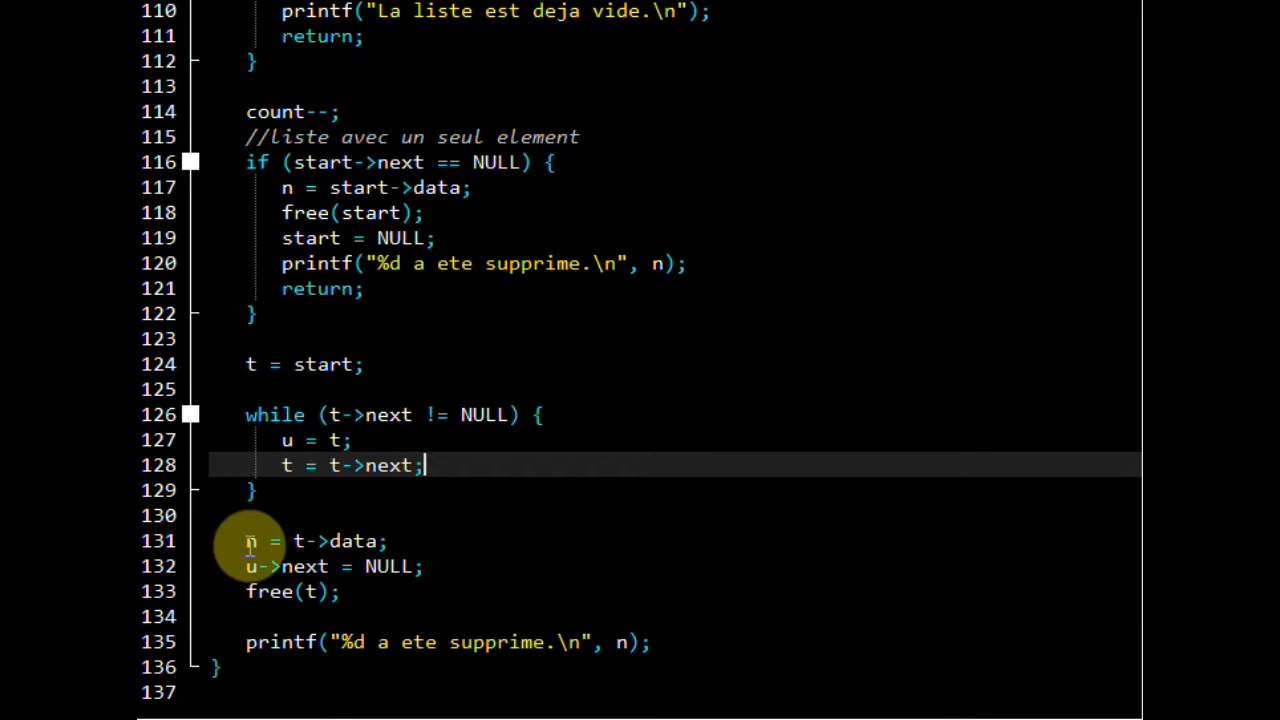 110 printf("La liste est deja vide.\n");
111 return;
112 }
113
114 count--;
115 //liste avec un seul element
116 if (start->next == NULL) {
117 n = start->data;
118 free(start);
119 start = NULL;
120 printf("%d a ete supprime.\n", n);
121 return;
122 }
123
124 t = start;
125
126 while (t->next != NULL) {
127 u = t;
128 t = t->next;
129 }
130
131 n = t->data;
132 u->next = NULL;
133 free(t);
134
135 printf("%d a ete supprime.\n", n);
136 }
137